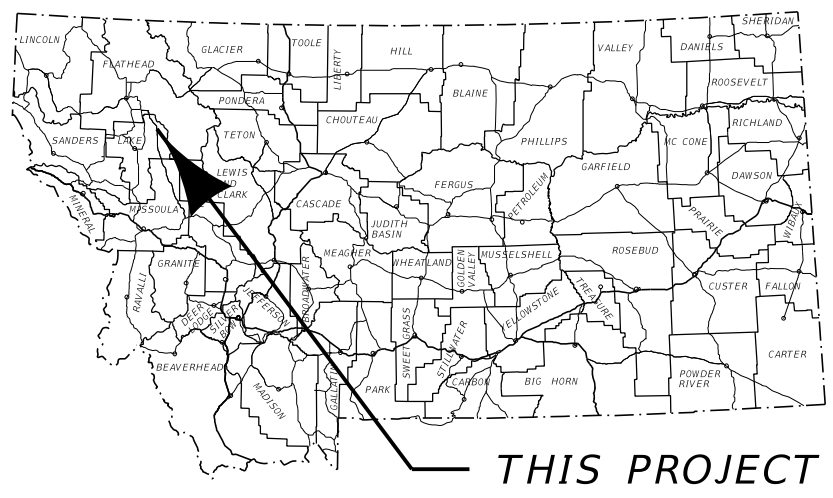 SHERIDAN
LINCOLN
GLACIER
TOOLE
LIBERTY
HILL
VALLEY
DANIELS
FLATHEAD
ROOSEVELT
PONDERA
BLAINE
CHOUTEAU
RICHLAND
SANDERS
LAKE
TETON
PHILLIPS
MC CONE
GARFIELD
DAWSON
LEWIS
AND
CLARK
FERGUS
PETROLEUM
MINERAL
MISSOULA
CASCADE
JUDITH
BASIN
PRAIRIE
WIBAUX
MEAGHER
WHEATLAND
GOLDEN
VALLEY
MUSSELSHELL
ROSEBUD
GRANITE
RAVALLI
BROADWATER
CUSTER
FALLON
DEER
LODGE
SILVER
BOW
JEFFERSON
TREASURE
YELLOWSTONE
SWEET GRASS
STILLWATER
CARTER
BEAVERHEAD
MADISON
GALLATIN
PARK
CARBON
BIG HORN
POWDER
RIVER
THIS PROJECT